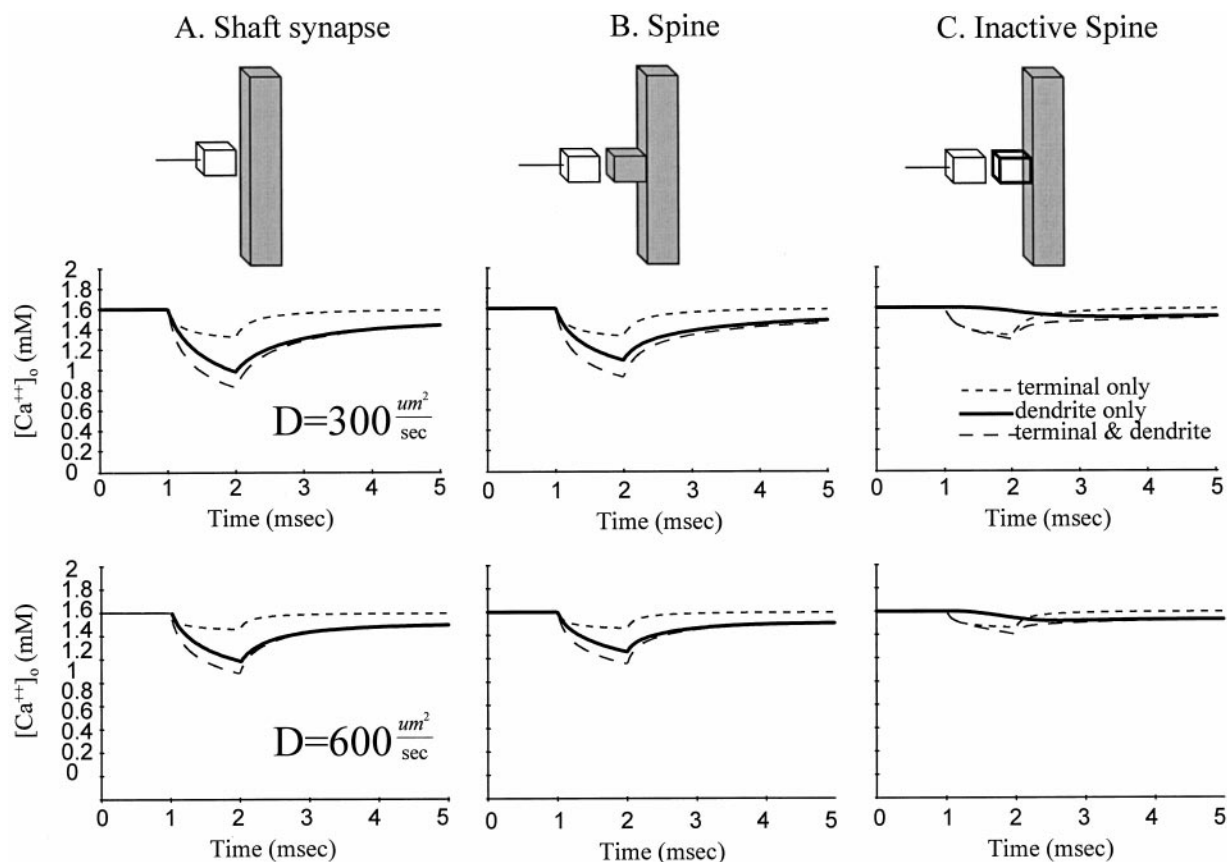 A. Shaft synapse
B. Spine
C. Inactive Spine
[Ca++]o (mM)
2
1.8
1.6
1.4
1.2
1
0.8
0.6
0.4
0.2
0
D=300 um2/sec
terminal only
dendrite only
terminal & dendrite
0 1 2 3 4 5
0 1 2 3 4 5
0 1 2 3 4 5
Time (msec)
Time (msec)
Time (msec)
[Ca++]o (mM)
2
1.8
1.6
1.4
1.2
1
0.8
0.6
0.4
0.2
0
D=600 um2/sec
0 1 2 3 4 5
0 1 2 3 4 5
0 1 2 3 4 5
Time (msec)
Time (msec)
Time (msec)